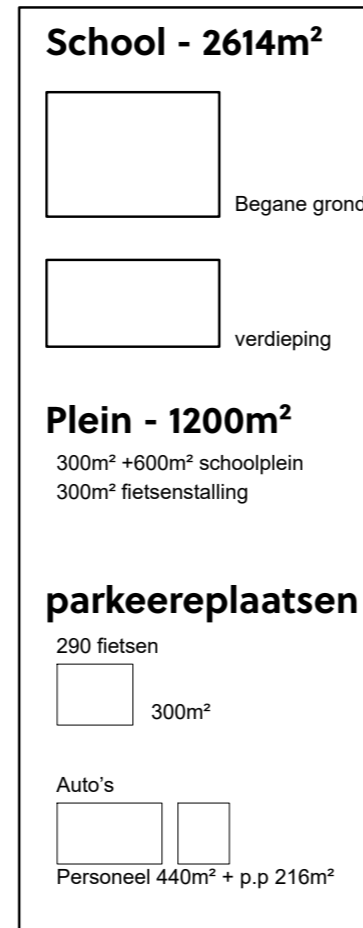 School - 2614m²
Begane grond
verdieping
Plein - 1200m²
300m² +600m² schoolplein
300m² fietsenstalling
parkeereplaatsen
290 fietsen
300m²
Auto's
Personeel 440m² + p.p 216m²